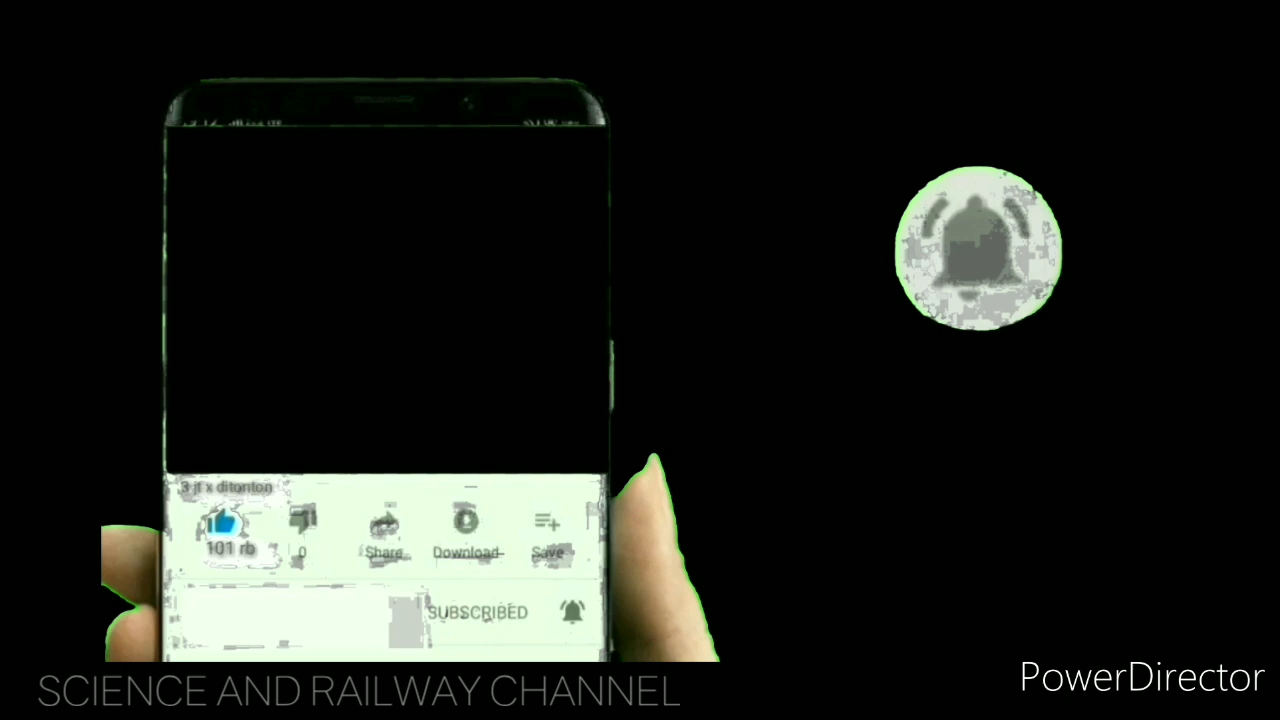 3 jt x ditonton
101 rb
0
Share
Download
Save
SUBSCRIBED
SCIENCE AND RAILWAY CHANNEL
PowerDirector